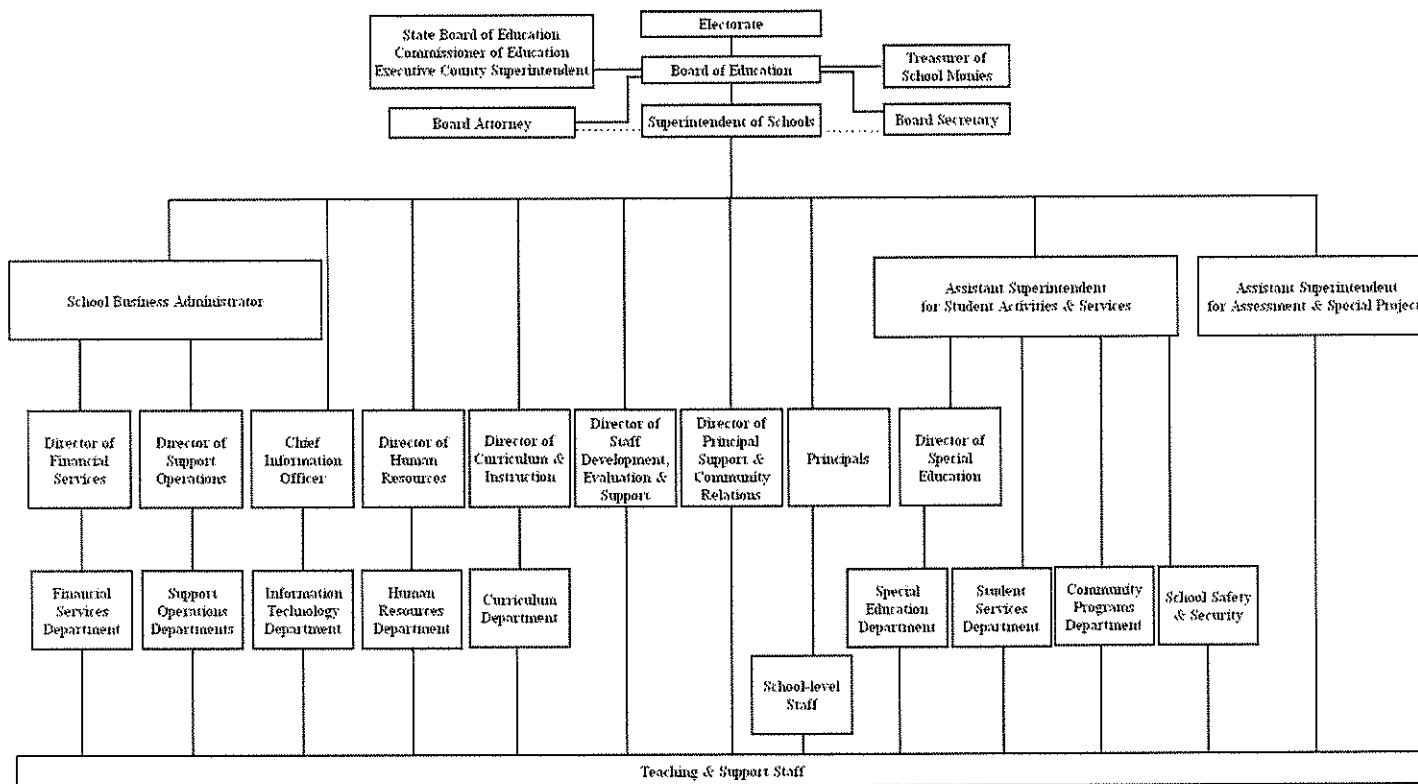 Electorate
State Board of Education
Commissioner of Education
Executive County Superintendent
Board of Education
Treasurer of
School Monies
Board Attorney
Superintendent of Schools
Board Secretary
School Business Administrator
Assistant Superintendent
for Student Activities & Services
Assistant Superintendent
for Assessment & Special Project
Director of
Financial
Services
Director of
Support
Operations
Chief
Information
Officer
Director of
Human
Resources
Director of
Curriculum &
Instruction
Director of
Staff
Development,
Evaluation &
Support
Director of
Principal
Support &
Community
Relations
Principals
Director of
Special
Education
Financial
Services
Department
Support
Operations
Departments
Information
Technology
Department
Human
Resources
Department
Curriculum
Department
Special
Education
Department
Student
Services
Department
Community
Programs
Department
School Safety
& Security
School-level
Staff
Teaching & Support Staff